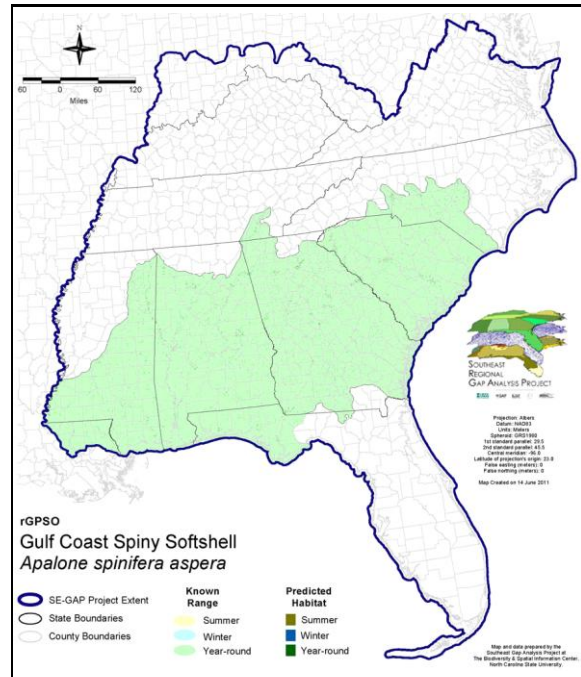 N
60 0 60 120
Miles
SOUTHEAST
REGIONAL
GAP ANALYSIS PROJECT
Projection: Albers
Datum: NAD83
Units: Meters
Spheroid: GRS1980
1st standard parallel: 29.5
2nd standard parallel: 45.5
Central meridian: -96.0
Latitude of projection's origin: 23.0
False easting (meters): 0
False northing (meters): 0
Map Created on 14 June 2011
rGPSO
Gulf Coast Spiny Softshell
Apalone spinifera aspera
SE-GAP Project Extent
State Boundaries
County Boundaries
Known
Range
Summer
Winter
Year-round
Predicted
Habitat
Summer
Winter
Year-round
Map and data prepared by the
Southeast Gap Analysis Project at
The Biodiversity & Spatial Information Center,
North Carolina State University.